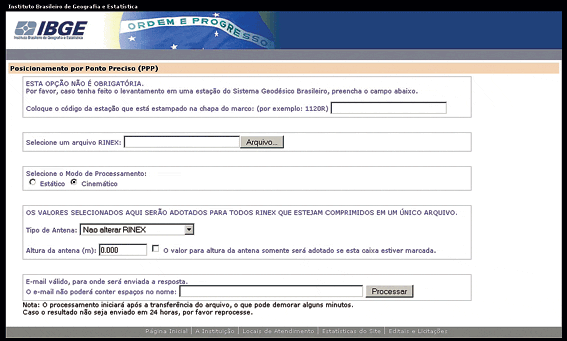 Instituto Brasileiro de Geografia e Estatística
IBGE
Instituto Brasileiro de Geografia e Estatística
ORDEM E PROGRESSO
Posicionamento por Ponto Preciso (PPP)
ESTA OPÇÃO NÃO É OBRIGATÓRIA.
Por favor, caso tenha feito o levantamento em uma estação do Sistema Geodésico Brasileiro, preencha o campo abaixo.
Coloque o código da estação que está estampado na chapa do marco: (por exemplo: 1120R)
Selecione um arquivo RINEX: Arquivo...
Selecione o Modo de Processamento:
Estático Cinemático
OS VALORES SELECIONADOS AQUI SERÃO ADOTADOS PARA TODOS RINEX QUE ESTEJAM COMPRIMIDOS EM UM ÚNICO ARQUIVO.
Tipo de Antena: Nao alterar RINEX
Altura da antena (m): 0.000 O valor para altura da antena somente será adotado se esta caixa estiver marcada.
E-mail válido, para onde será enviada a resposta.
O e-mail não poderá conter espaços no nome: Processar
Nota: O processamento iniciará após a transferência do arquivo, o que pode demorar alguns minutos.
Caso o resultado não seja enviado em 24 horas, por favor reprocesse.
Página Inicial | A Instituição | Locais de Atendimento | Estatísticas do Site | Editais e Licitações